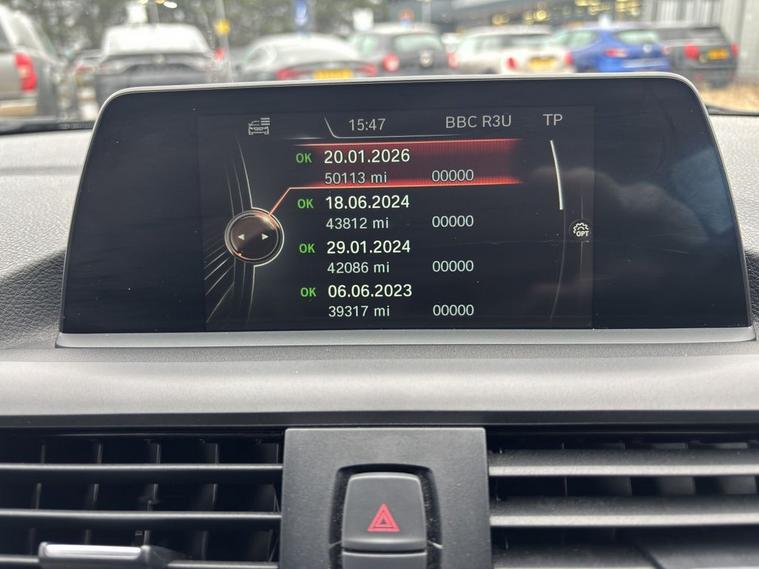 15:47 BBC R3U TP
OK 20.01.2026
50113 mi 00000
OK 18.06.2024
43812 mi 00000
OPT
OK 29.01.2024
42086 mi 00000
OK 06.06.2023
39317 mi 00000